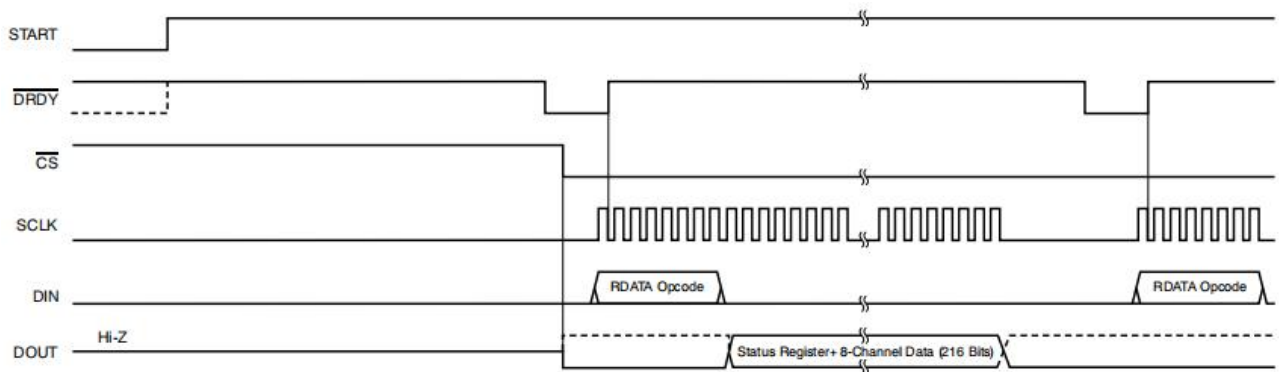 START
DRDY
CS
SCLK
DIN
RDATA Opcode
RDATA Opcode
Hi-Z
DOUT
Status Register+ 8-Channel Data (216 Bits)